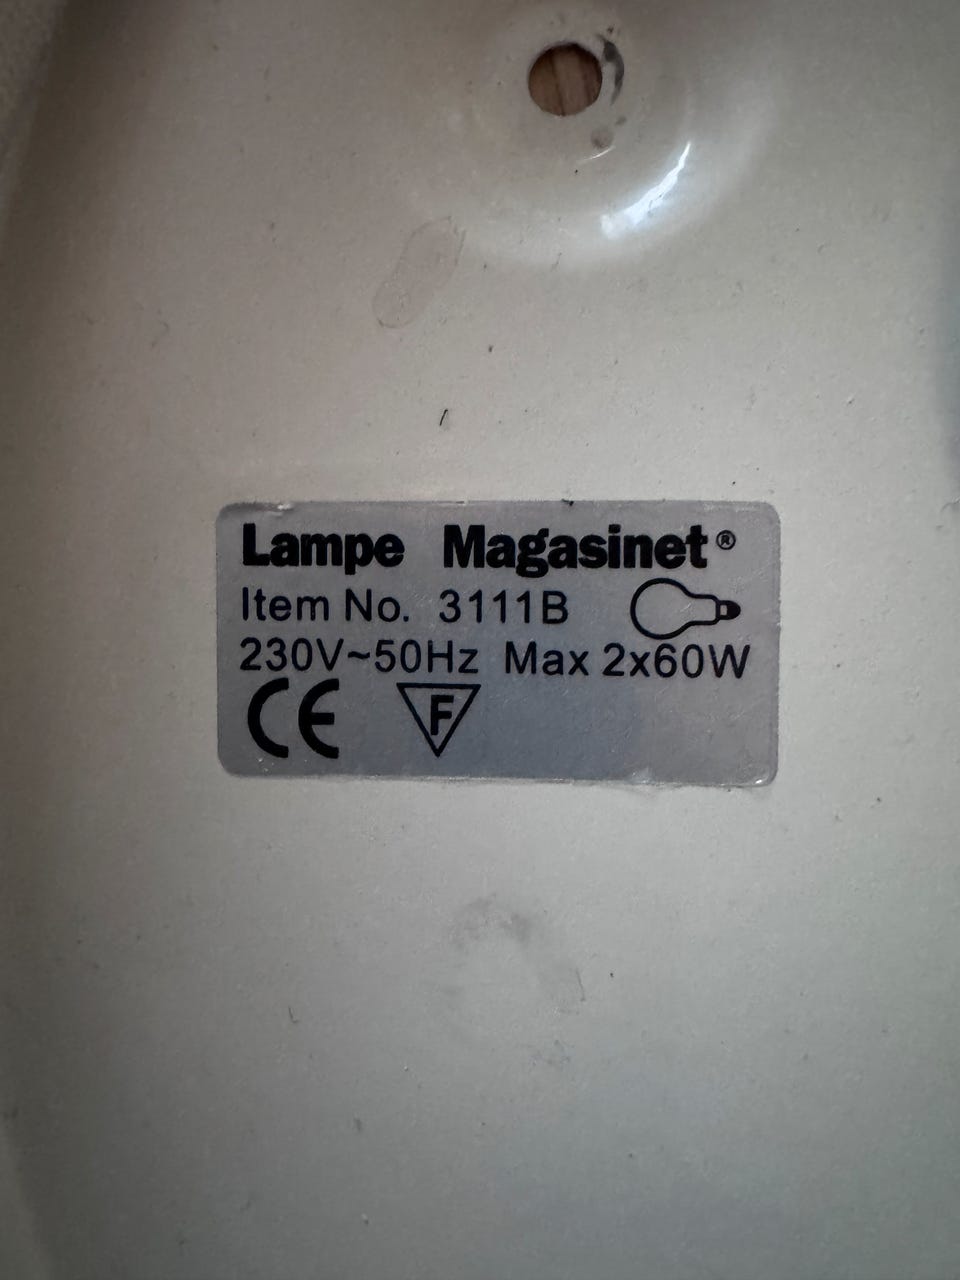 Lampe Magasinet®
Item No. 3111B
230V~50Hz Max 2x60W
CE F